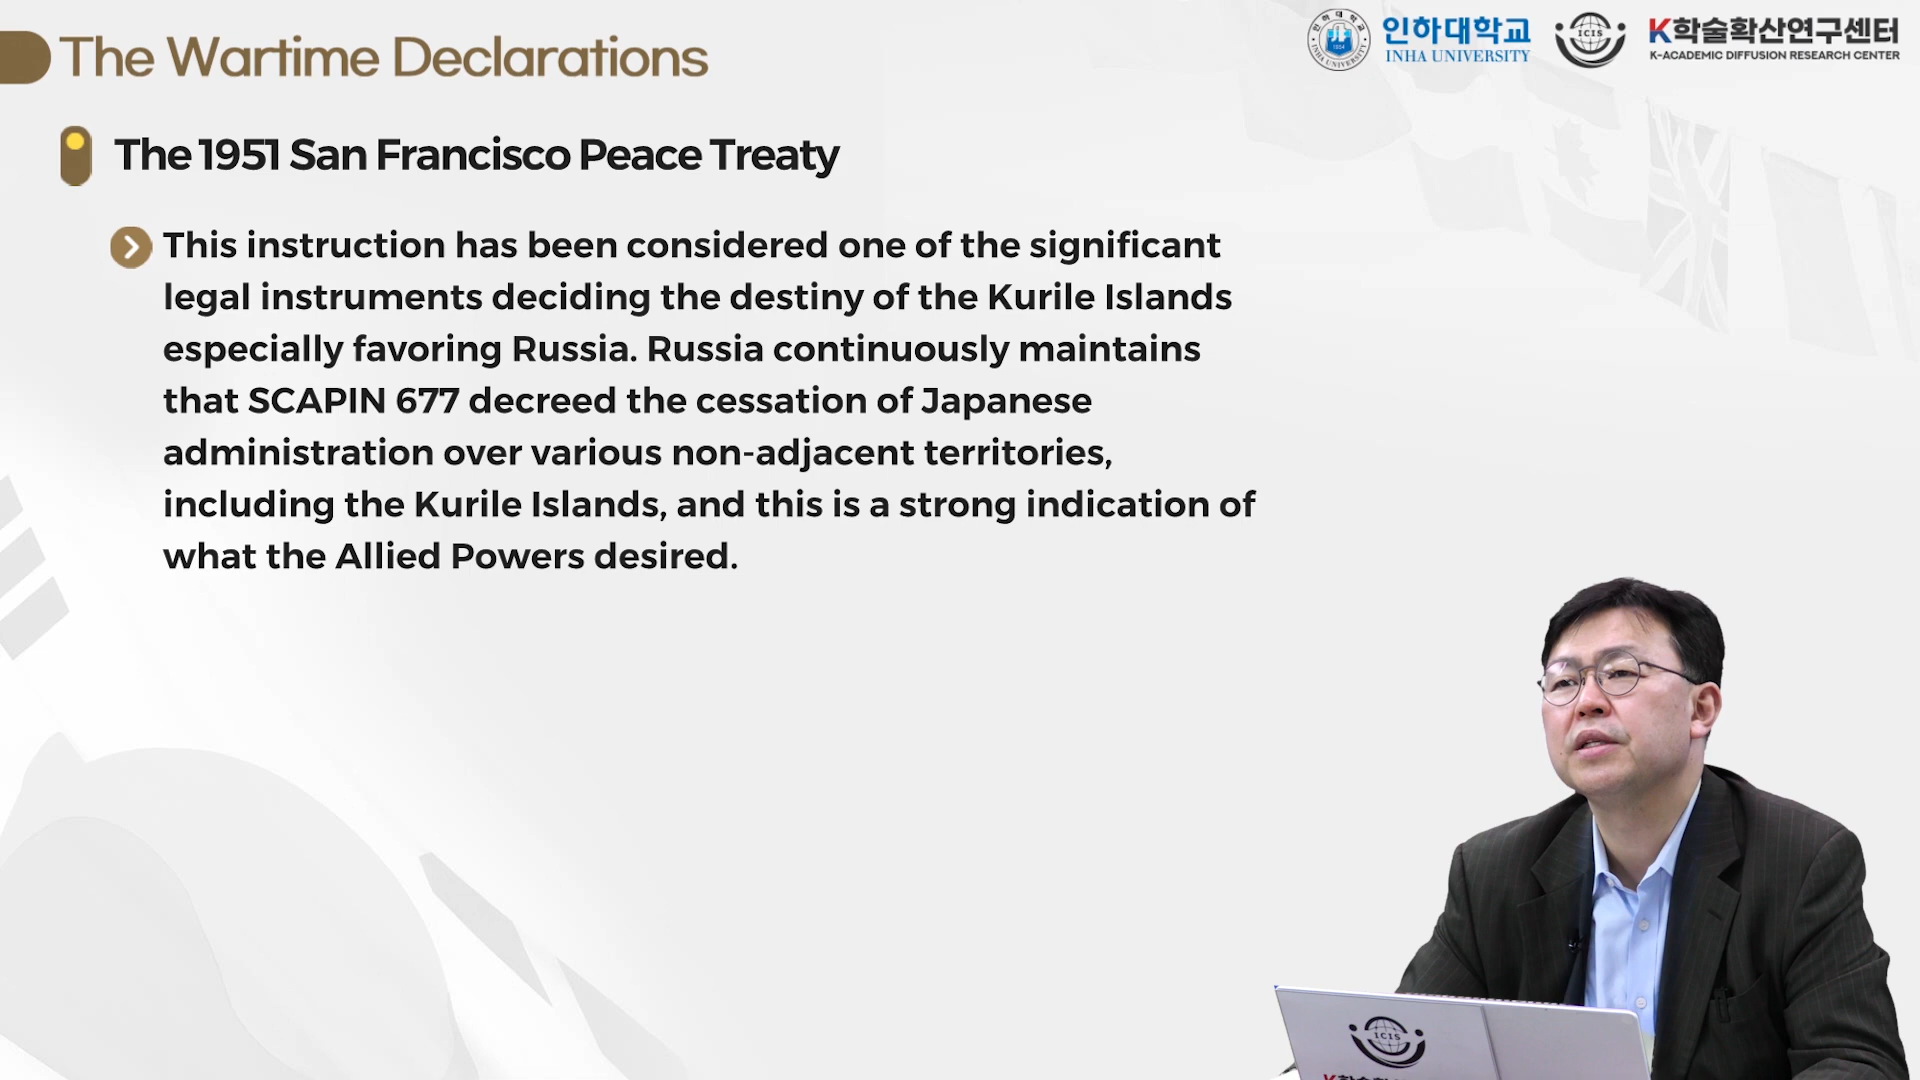 The Wartime Declarations
인하대학교
INHA UNIVERSITY
ICIS
K학술확산연구센터
K-ACADEMIC DIFFUSION RESEARCH CENTER
The 1951 San Francisco Peace Treaty
This instruction has been considered one of the significant
legal instruments deciding the destiny of the Kurile Islands
especially favoring Russia. Russia continuously maintains
that SCAPIN 677 decreed the cessation of Japanese
administration over various non-adjacent territories,
including the Kurile Islands, and this is a strong indication of
what the Allied Powers desired.
ICIS